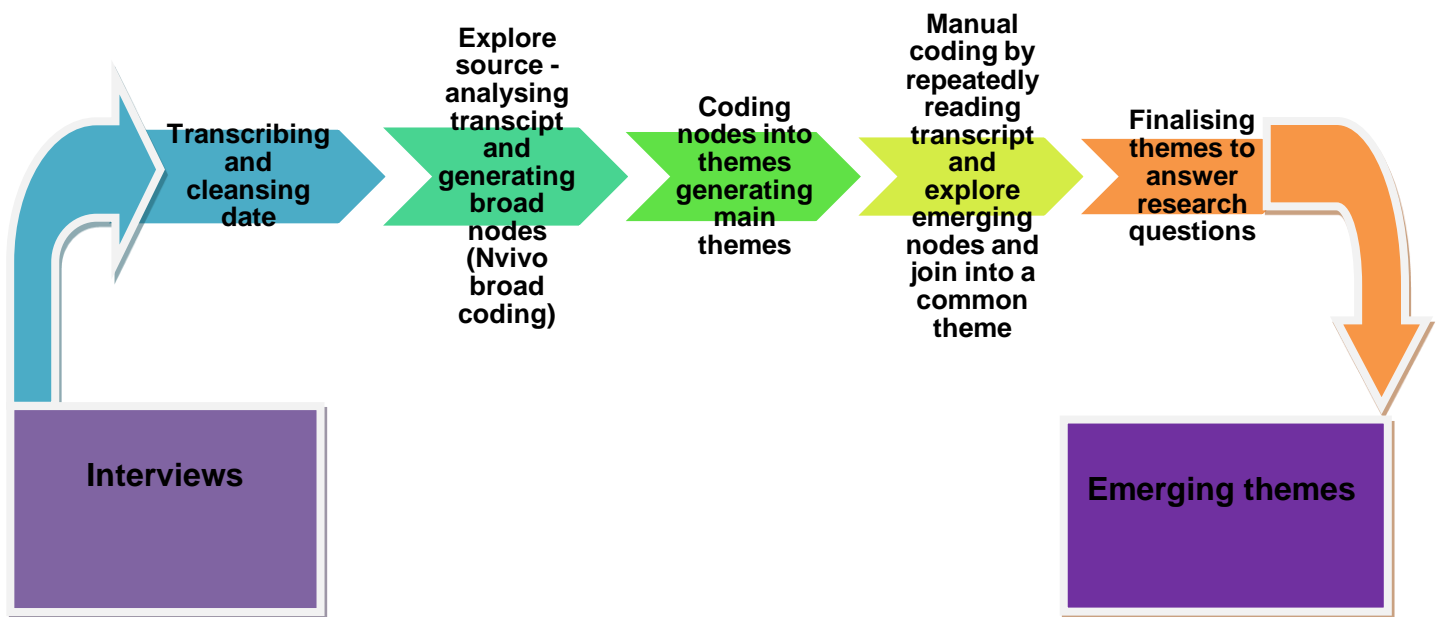 Interviews
Transcribing
and
cleansing
date
Explore
source -
analysing
transcipt
and
generating
broad
nodes
(Nvivo
broad
coding)
Coding
nodes into
themes
generating
main
themes
Manual
coding by
repeatedly
reading
transcript
and
explore
emerging
nodes and
join into a
common
theme
Finalising
themes to
answer
research
questions
Emerging themes